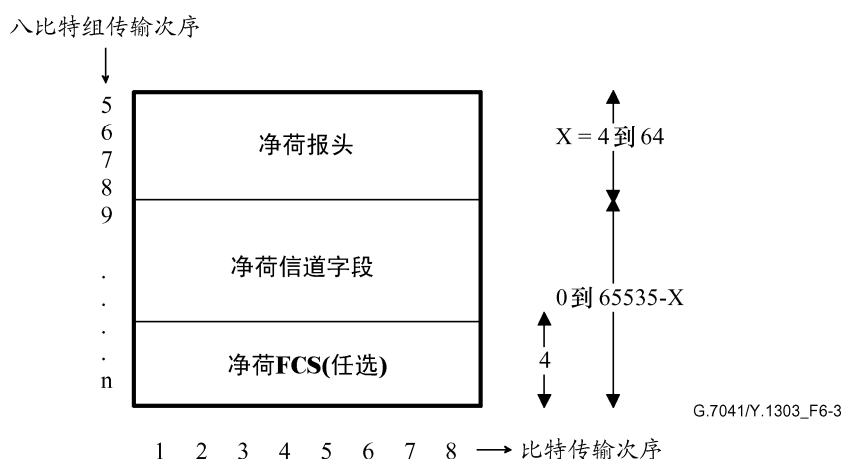 八比特组传输次序
5
6
7
8
9
.
.
.
.
n
净荷报头
净荷信道字段
净荷FCS(任选)
X = 4到64
0到65535-X
4
G.7041/Y.1303_F6-3
1 2 3 4 5 6 7 8 比特传输次序